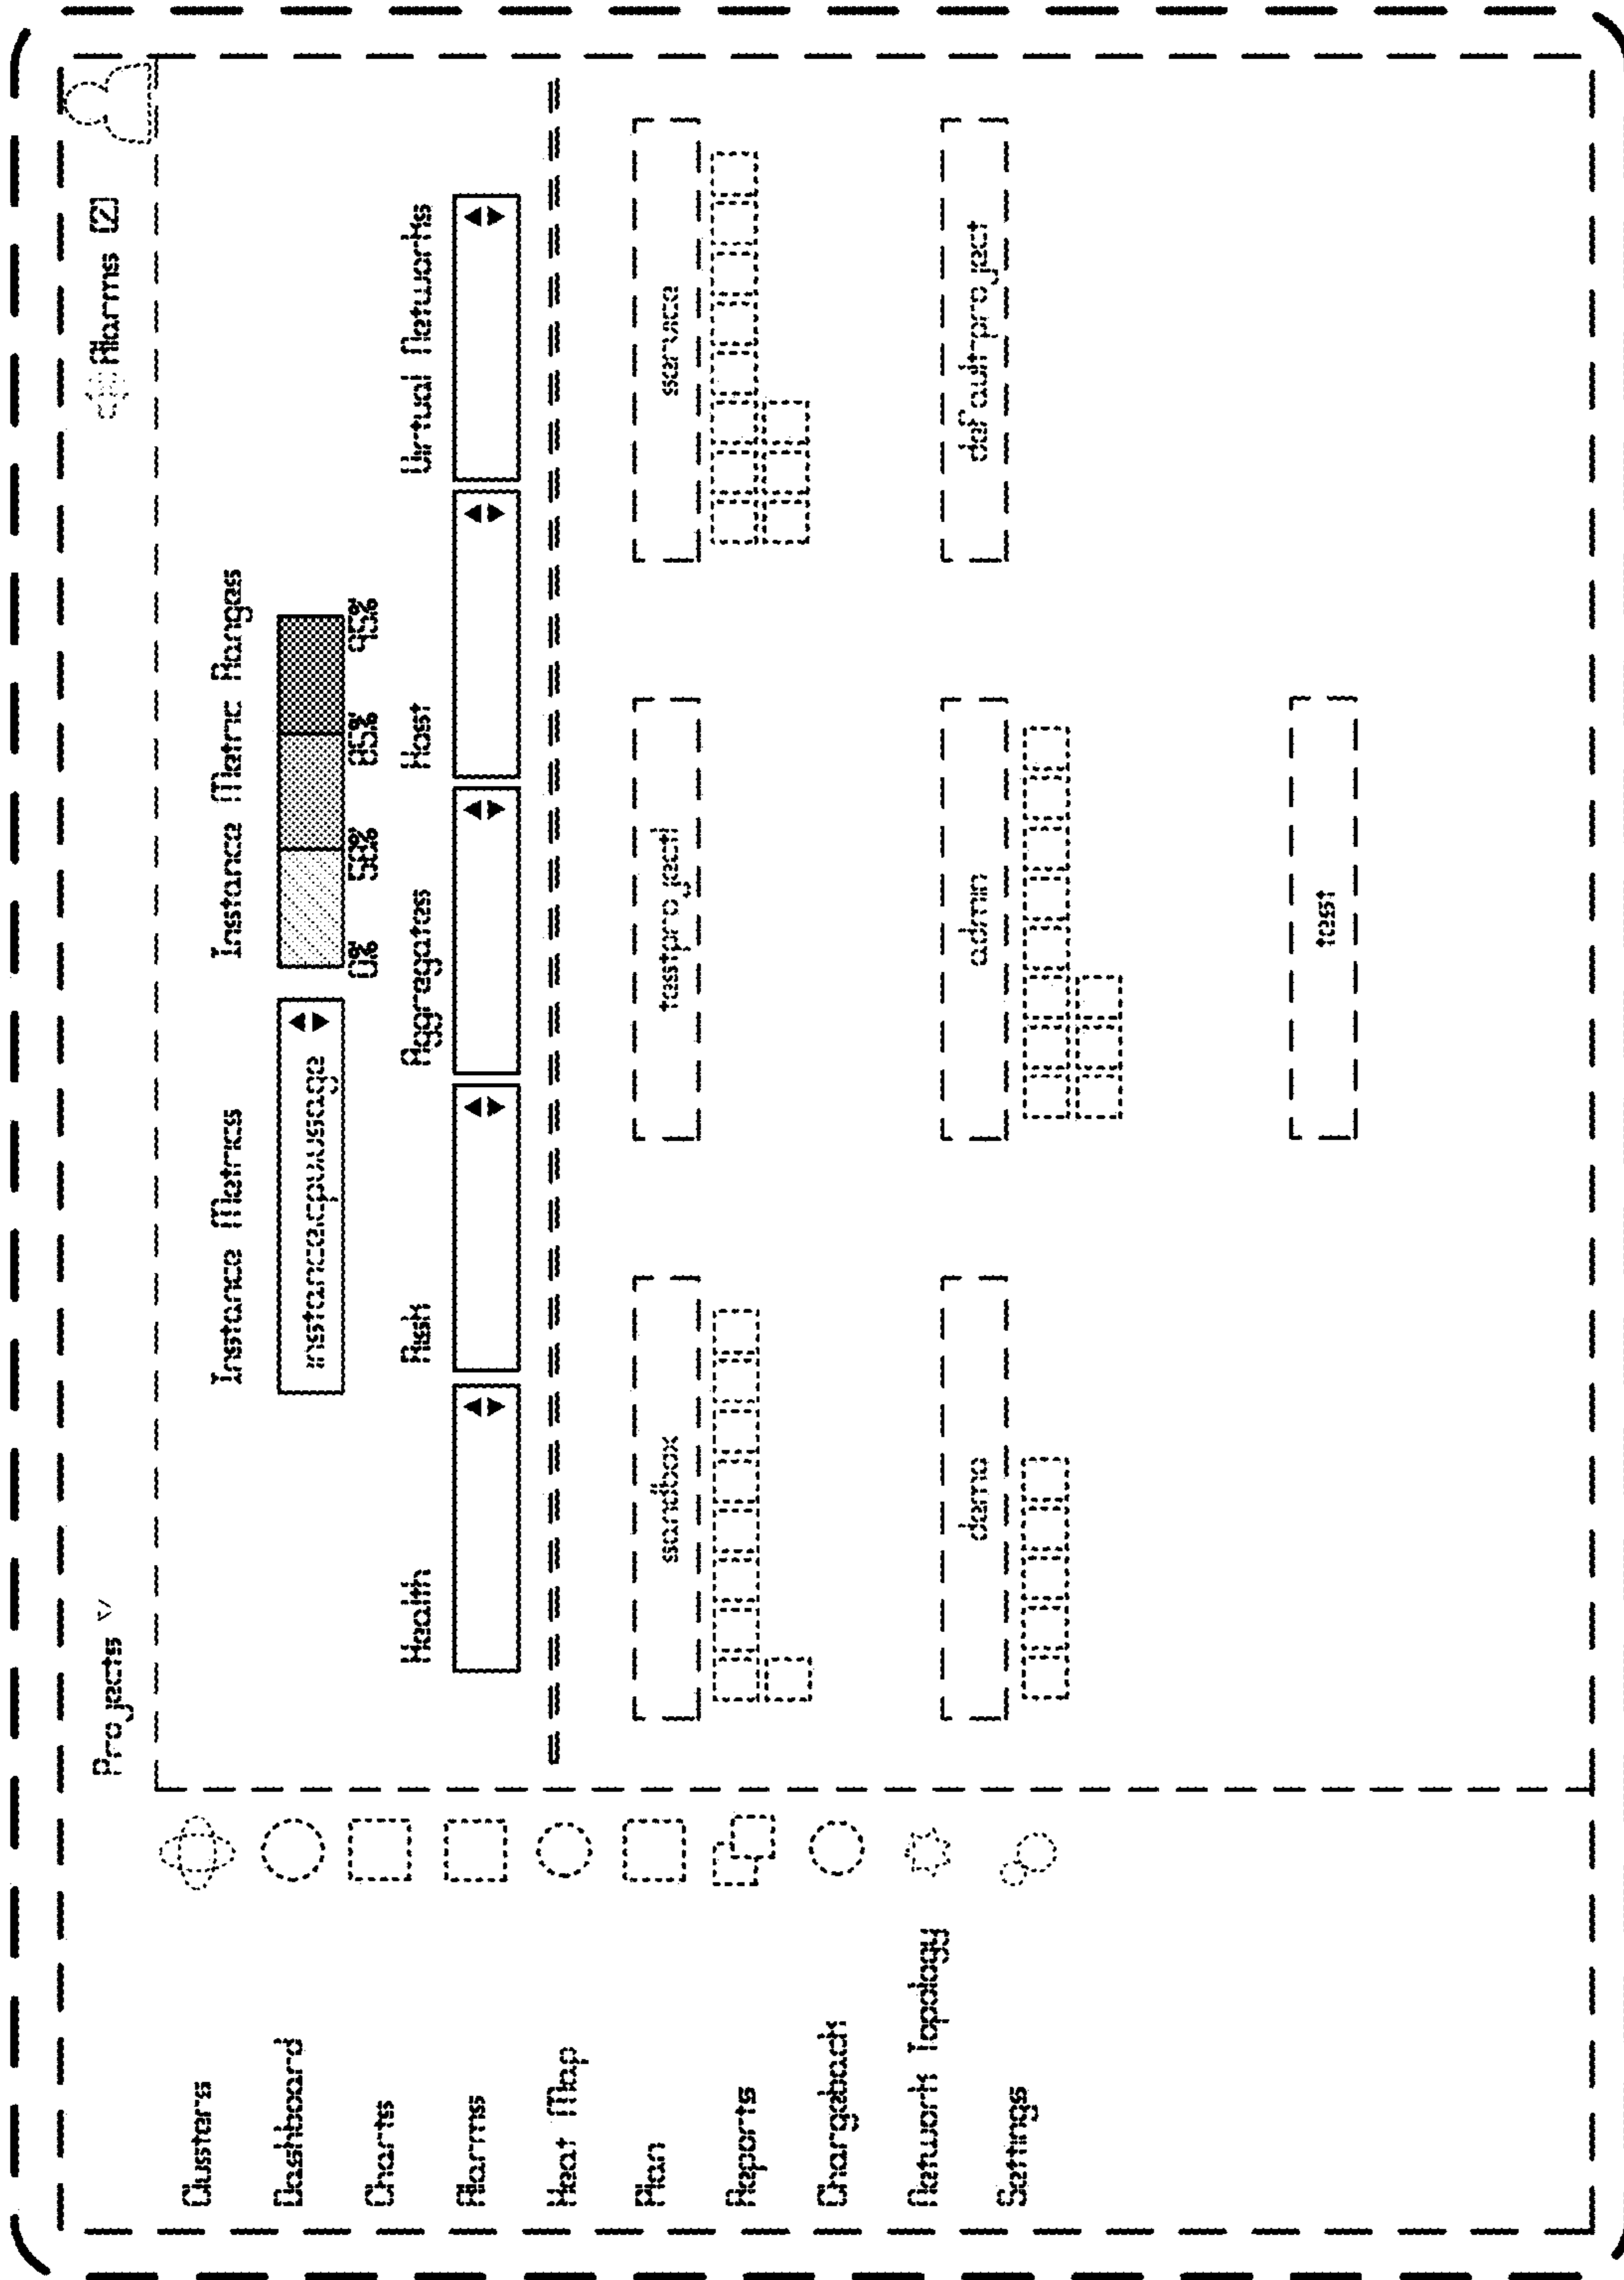 Projects
Alarms [2]
Clusters
Dashboard
Charts
Alarms
Heat Map
Plan
Reports
Chargeback
Network Topology
Settings
Instance Metrics
Instance Metric Ranges
instancecpuusage
0% 50% 85% 95%
Health Risk Aggregates Host Virtual Networks
sandbox testproject1 service
demo admin defaultproject
test